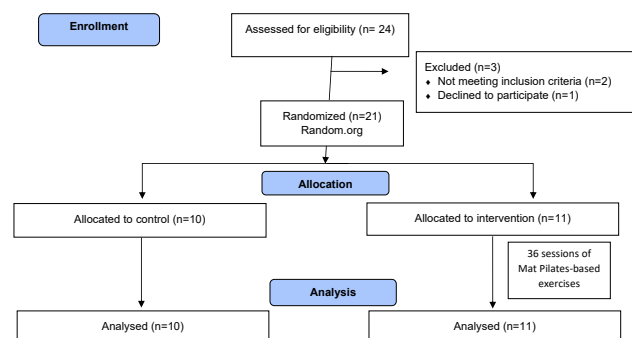 Enrollment
Assessed for eligibility (n= 24)
Excluded (n=3)
♦ Not meeting inclusion criteria (n=2)
♦ Declined to participate (n=1)
Randomized (n=21)
Random.org
Allocation
Allocated to control (n=10)
Allocated to intervention (n=11)
36 sessions of
Mat Pilates-based
exercises
Analysis
Analysed (n=10)
Analysed (n=11)